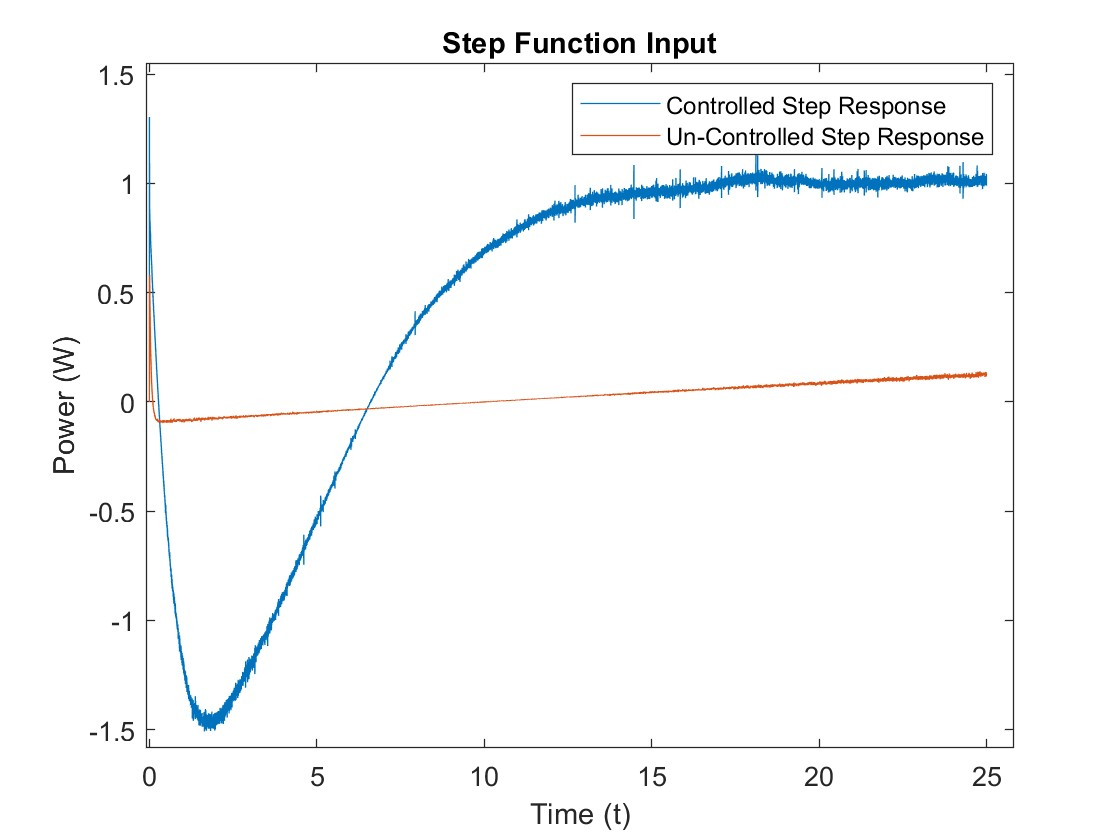 Step Function Input
Controlled Step Response
Un-Controlled Step Response
1.5
1
0.5
0
-0.5
-1
-1.5
Power (W)
0 5 10 15 20 25
Time (t)